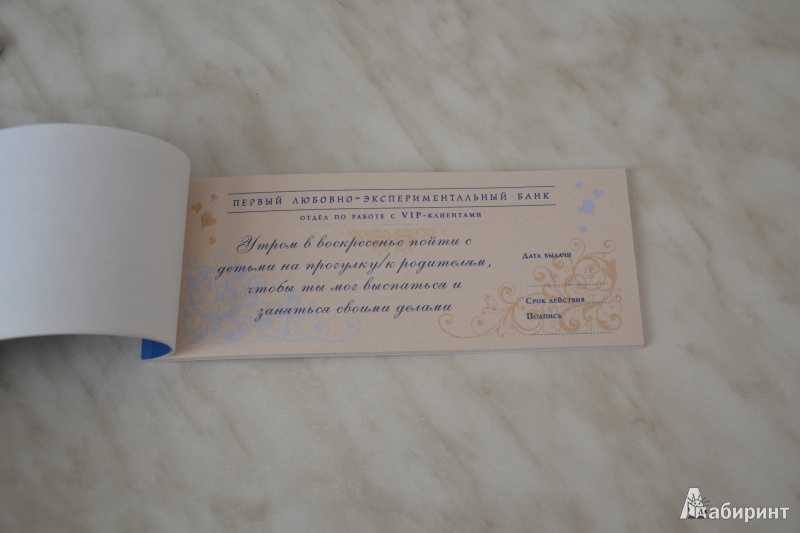 ПЕРВЫЙ ЛЮБОВНО-ЭКСПЕРИМЕНТАЛЬНЫЙ БАНК
ОТДЕЛ ПО РАБОТЕ С VIP-КЛИЕНТАМИ
Утром в воскресенье пойти с
детьми на прогулку/к родителям,
чтобы ты мог выспаться и
заняться своими делами
ДАТА ВЫДАЧИ
СРОК ДЕЙСТВИЯ
ПОДПИСЬ
Лабиринт